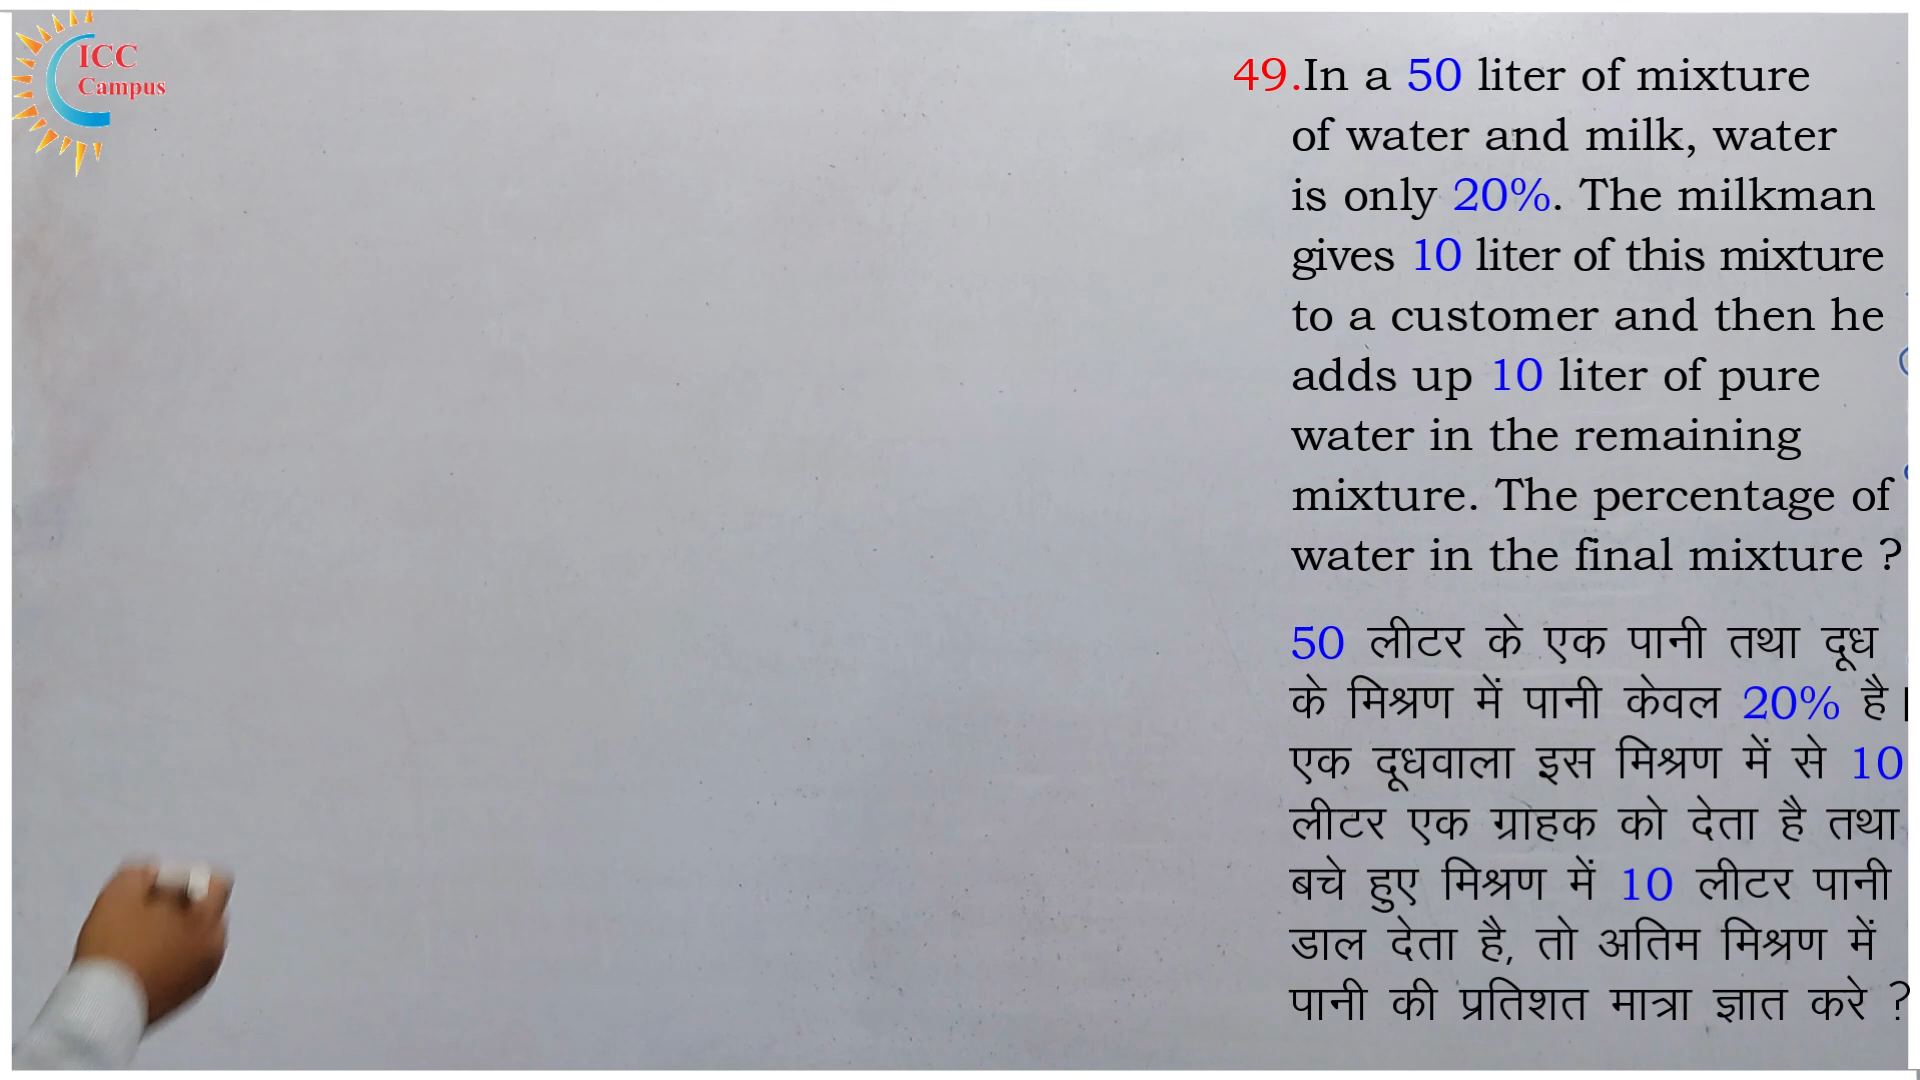 ICC
Campus
49.In a 50 liter of mixture
of water and milk, water
is only 20%. The milkman
gives 10 liter of this mixture
to a customer and then he
adds up 10 liter of pure
water in the remaining
mixture. The percentage of
water in the final mixture ?
50 लीटर के एक पानी तथा दूध
के मिश्रण में पानी केवल 20% है।
एक दूधवाला इस मिश्रण में से 10
लीटर एक ग्राहक को देता है तथा
बचे हुए मिश्रण में 10 लीटर पानी
डाल देता है, तो अतिम मिश्रण में
पानी की प्रतिशत मात्रा ज्ञात करे ?